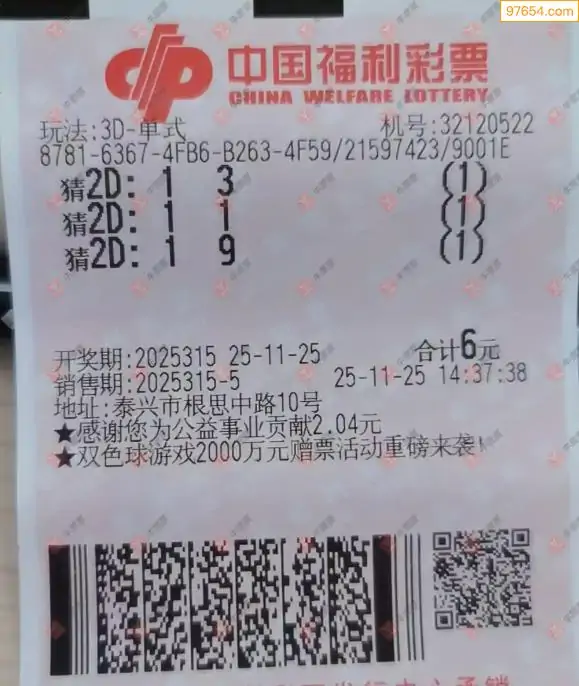 97654.com
中国福利彩票
CHINA WELFARE LOTTERY
玩法:3D-单式 机号:32120522
8781-6367-4FB6-B263-4F59/21597423/9001E
猜2D: 1 3 (1)
猜2D: 1 1 (1)
猜2D: 1 9 (1)
开奖期:2025315 25-11-25 合计6元
销售期:2025315-5 25-11-25 14:37:38
地址:泰兴市根思中路10号
★感谢您为公益事业贡献2.04元
★双色球游戏2000万元赠票活动重磅来袭!